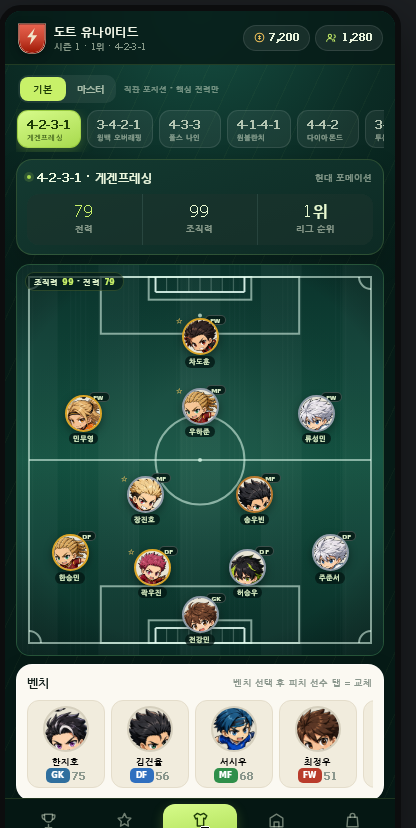 도트 유나이티드
시즌 1 · 1위 · 4-2-3-1
7,200
1,280
기본
마스터
직관 포지션 · 핵심 전력만
4-2-3-1
게겐프레싱
3-4-2-1
윙백 오버래핑
4-3-3
폴스 나인
4-1-4-1
원볼란치
4-4-2
다이아몬드
4-2-3-1 · 게겐프레싱
현대 포메이션
79
전력
99
조직력
1위
리그 순위
조직력 99 · 전력 79
FW
차도훈
FW
민무영
MF
우하준
FW
류성민
MF
장진호
MF
송우빈
DF
한승민
DF
곽우진
DF
허승우
DF
주준서
GK
전강민
벤치
벤치 선택 후 피치 선수 탭 = 교체
한지호
GK 75
김건율
DF 56
서시우
MF 68
최정우
FW 51